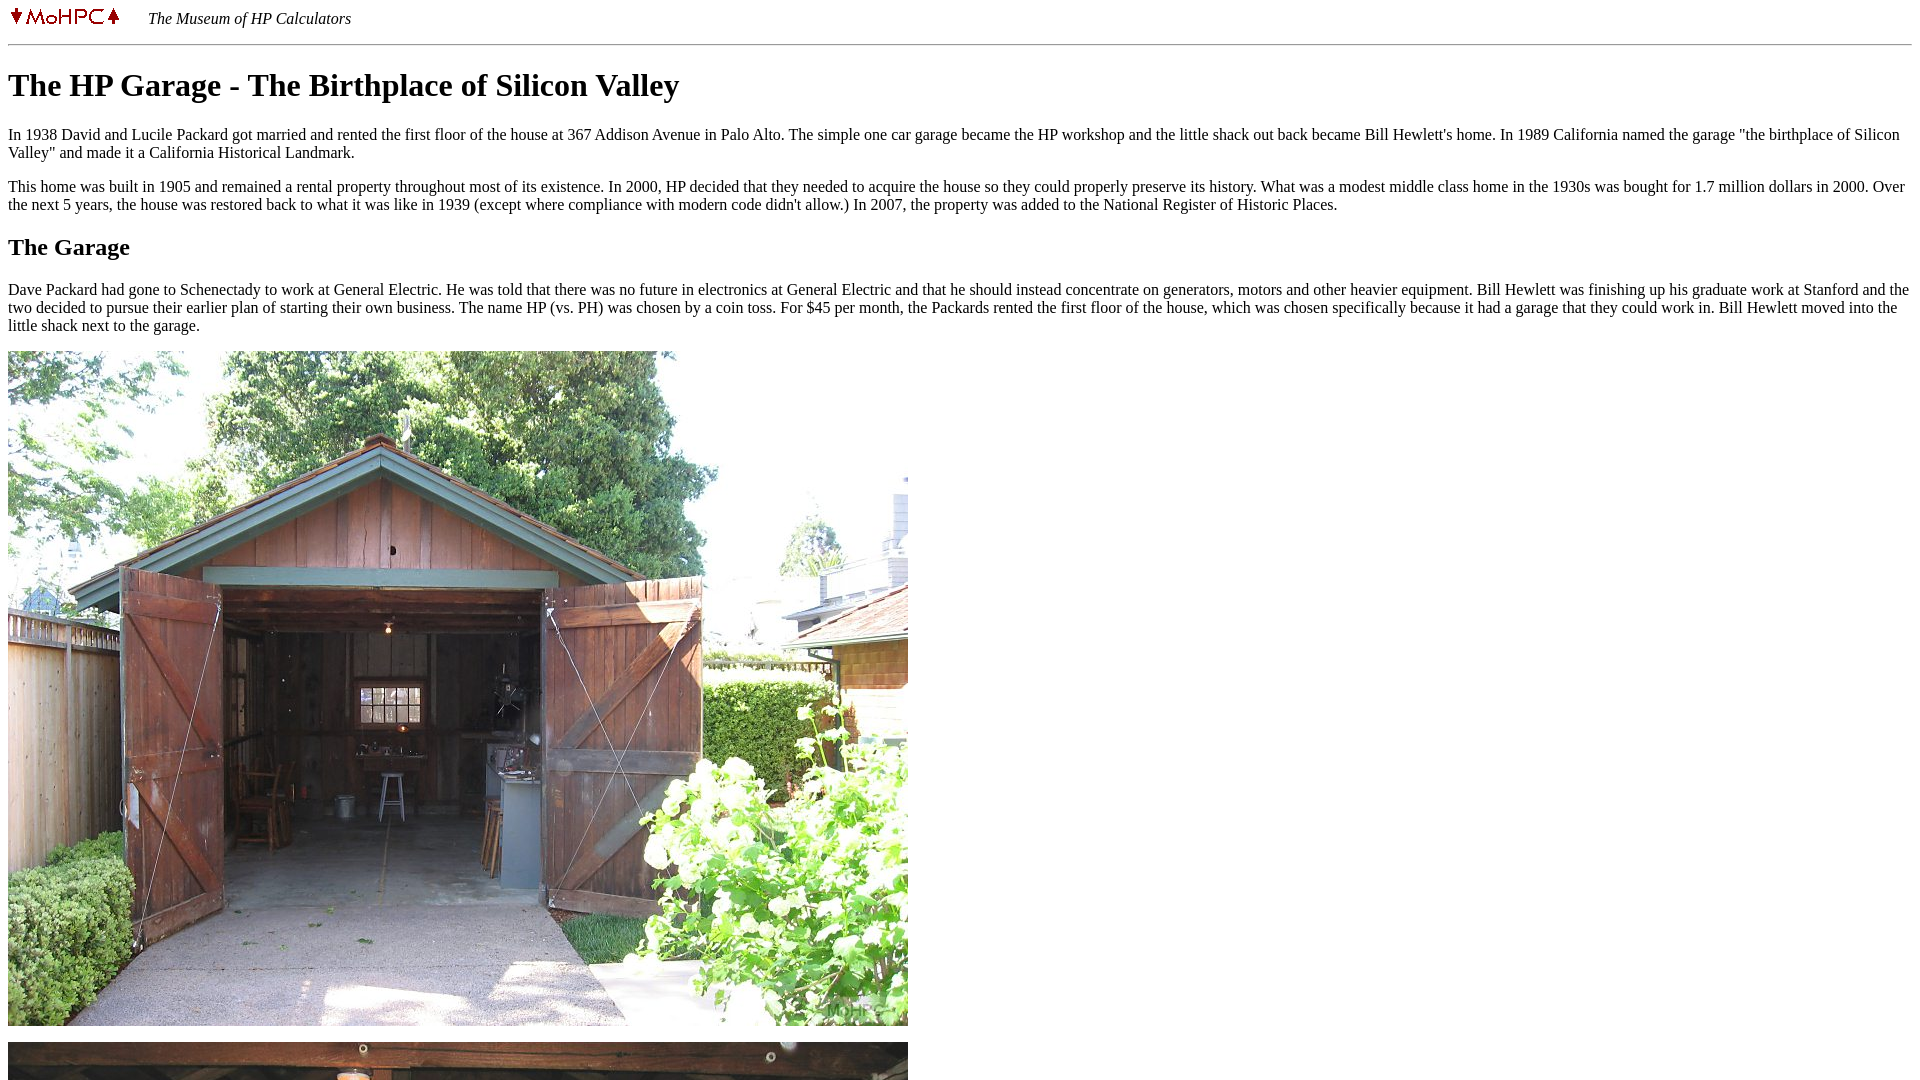 MoHPC The Museum of HP Calculators
The HP Garage - The Birthplace of Silicon Valley
In 1938 David and Lucile Packard got married and rented the first floor of the house at 367 Addison Avenue in Palo Alto. The simple one car garage became the HP workshop and the little shack out back became Bill Hewlett's home. In 1989 California named the garage "the birthplace of Silicon
Valley" and made it a California Historical Landmark.
This home was built in 1905 and remained a rental property throughout most of its existence. In 2000, HP decided that they needed to acquire the house so they could properly preserve its history. What was a modest middle class home in the 1930s was bought for 1.7 million dollars in 2000. Over
the next 5 years, the house was restored back to what it was like in 1939 (except where compliance with modern code didn't allow.) In 2007, the property was added to the National Register of Historic Places.
The Garage
Dave Packard had gone to Schenectady to work at General Electric. He was told that there was no future in electronics at General Electric and that he should instead concentrate on generators, motors and other heavier equipment. Bill Hewlett was finishing up his graduate work at Stanford and the
two decided to pursue their earlier plan of starting their own business. The name HP (vs. PH) was chosen by a coin toss. For $45 per month, the Packards rented the first floor of the house, which was chosen specifically because it had a garage that they could work in. Bill Hewlett moved into the
little shack next to the garage.
MoHPC